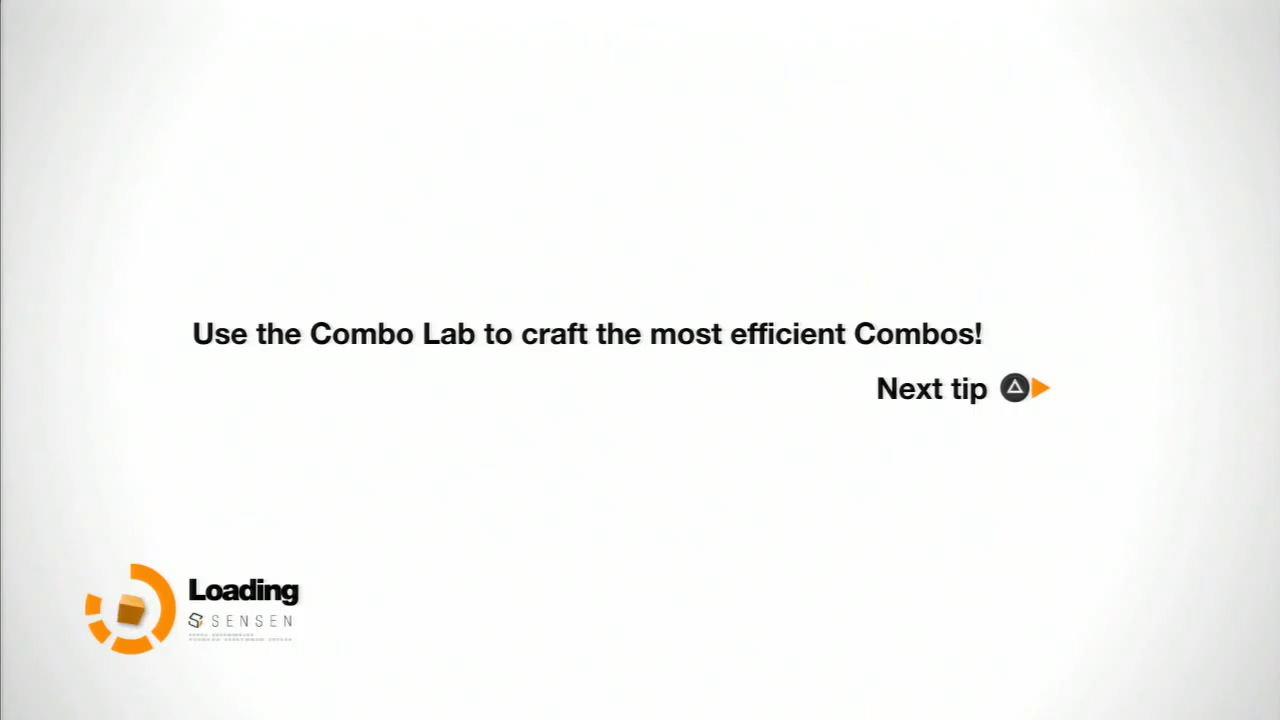 Use the Combo Lab to craft the most efficient Combos!
Next tip
Loading
SENSEN